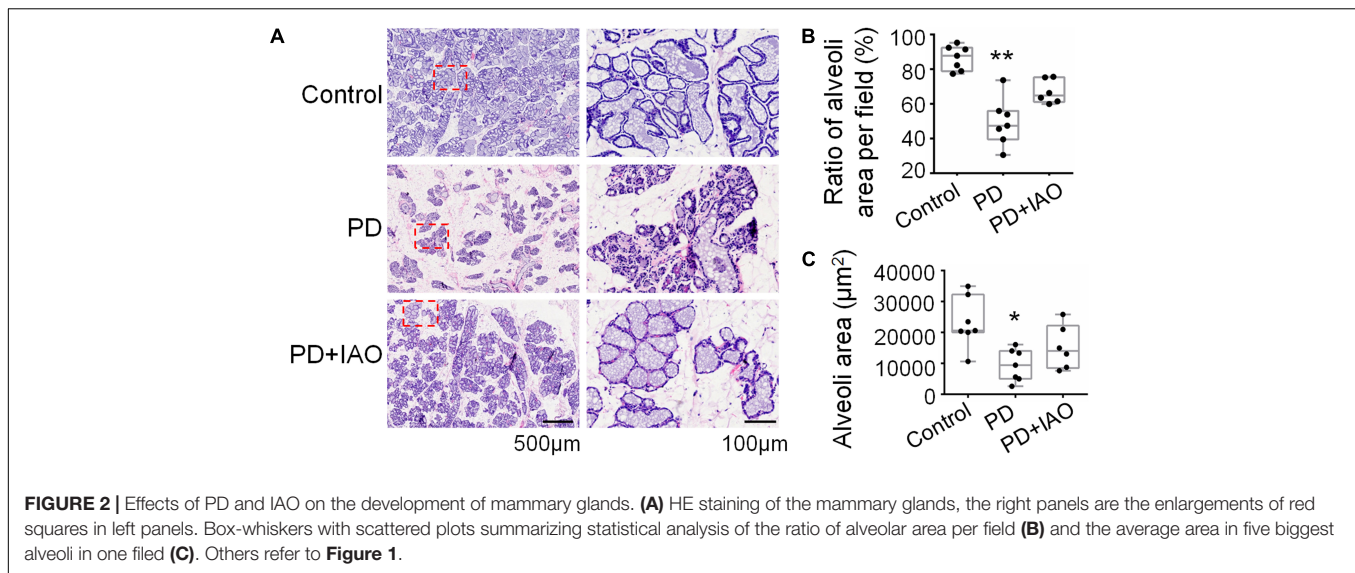 A
Control
PD
PD+IAO
500µm
100µm
B
Ratio of alveoli
area per field (%)
100
80
60
40
20
**
Control
PD
PD+IAO
C
Alveoli area (µm²)
40000
30000
20000
10000
0
*
Control
PD
PD+IAO
FIGURE 2 | Effects of PD and IAO on the development of mammary glands. (A) HE staining of the mammary glands, the right panels are the enlargements of red
squares in left panels. Box-whiskers with scattered plots summarizing statistical analysis of the ratio of alveolar area per field (B) and the average area in five biggest
alveoli in one filed (C). Others refer to Figure 1.